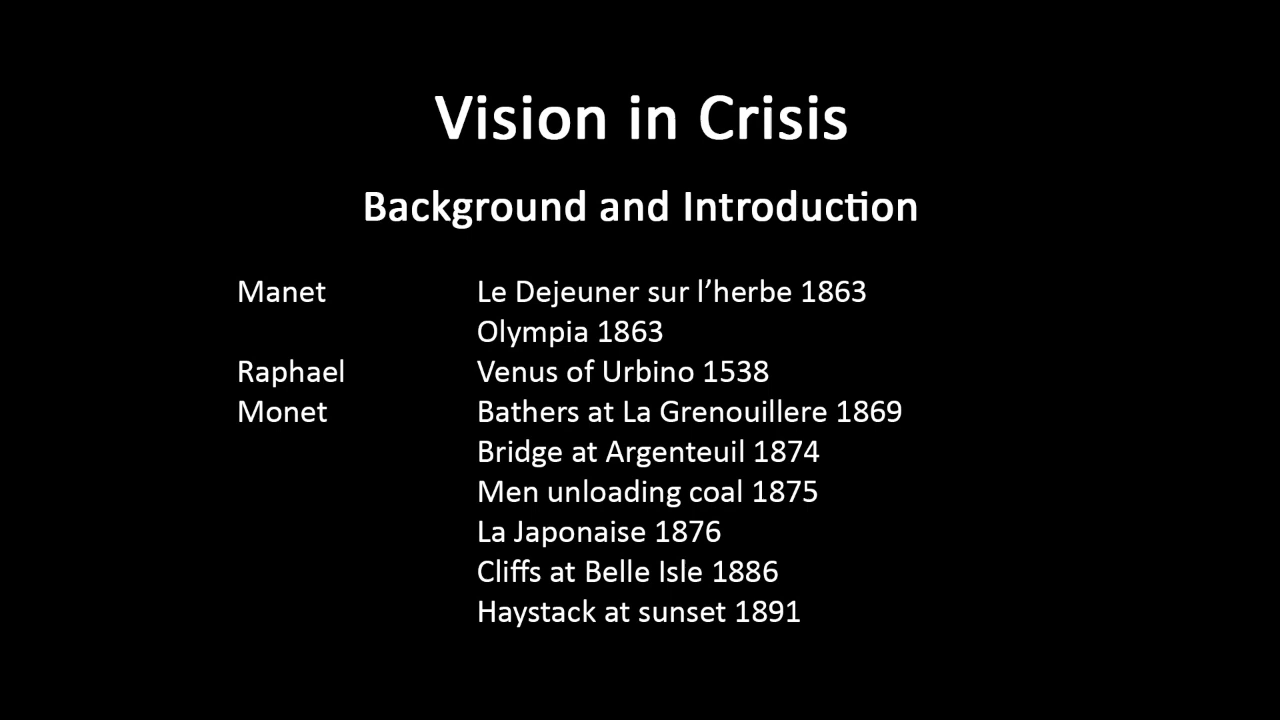 Vision in Crisis
Background and Introduction
Manet Le Dejeuner sur l’herbe 1863
Olympia 1863
Raphael Venus of Urbino 1538
Monet Bathers at La Grenouillere 1869
Bridge at Argenteuil 1874
Men unloading coal 1875
La Japonaise 1876
Cliffs at Belle Isle 1886
Haystack at sunset 1891